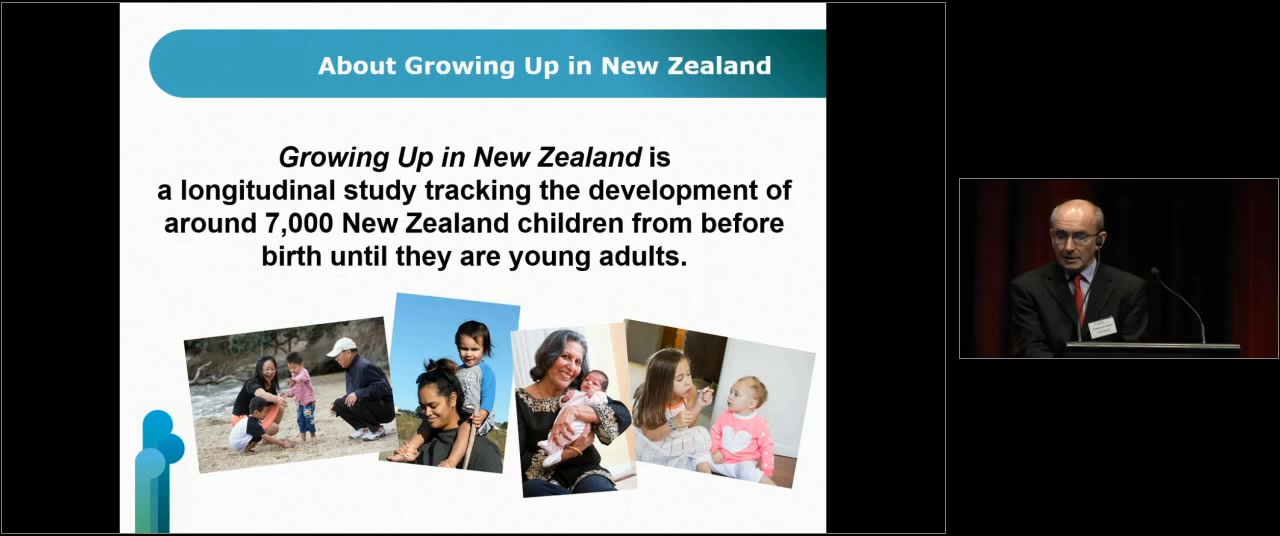 About Growing Up in New Zealand
Growing Up in New Zealand is
a longitudinal study tracking the development of
around 7,000 New Zealand children from before
birth until they are young adults.